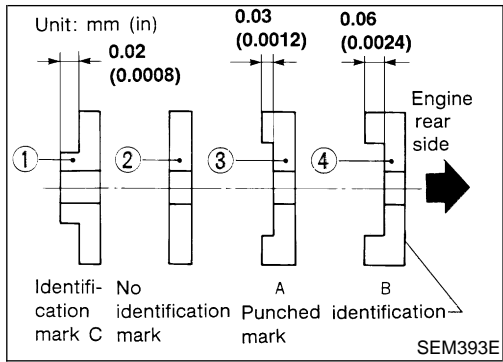 Unit: mm (in)
0.02
(0.0008)
0.03
(0.0012)
0.06
(0.0024)
Engine
rear
side
1
2
3
4
Identifi-
cation
mark C
No
identification
mark
A
B
Punched identification
mark
SEM393E